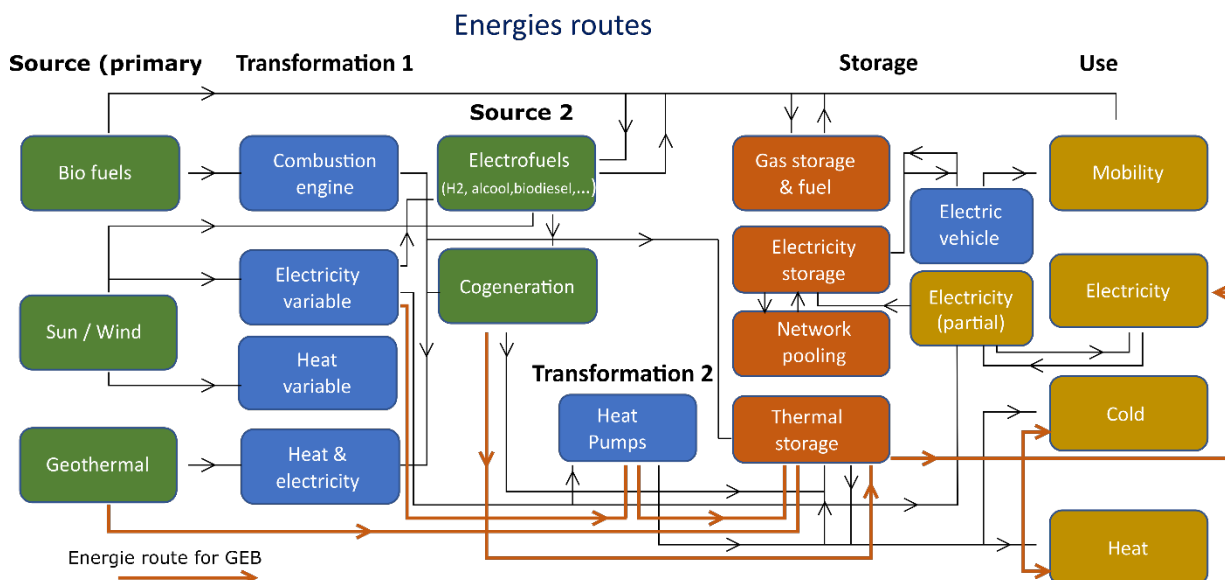 Energies routes
Source (primary
Transformation 1
Storage
Use
Source 2
Bio fuels
Combustion
engine
Electrofuels
(H2, alcool,biodiesel,...)
Gas storage
& fuel
Mobility
Electric
vehicle
Electricity
variable
Cogeneration
Electricity
storage
Electricity
(partial)
Electricity
Sun / Wind
Network
pooling
Heat
variable
Transformation 2
Heat
Pumps
Thermal
storage
Cold
Geothermal
Heat &
electricity
Heat
Energie route for GEB